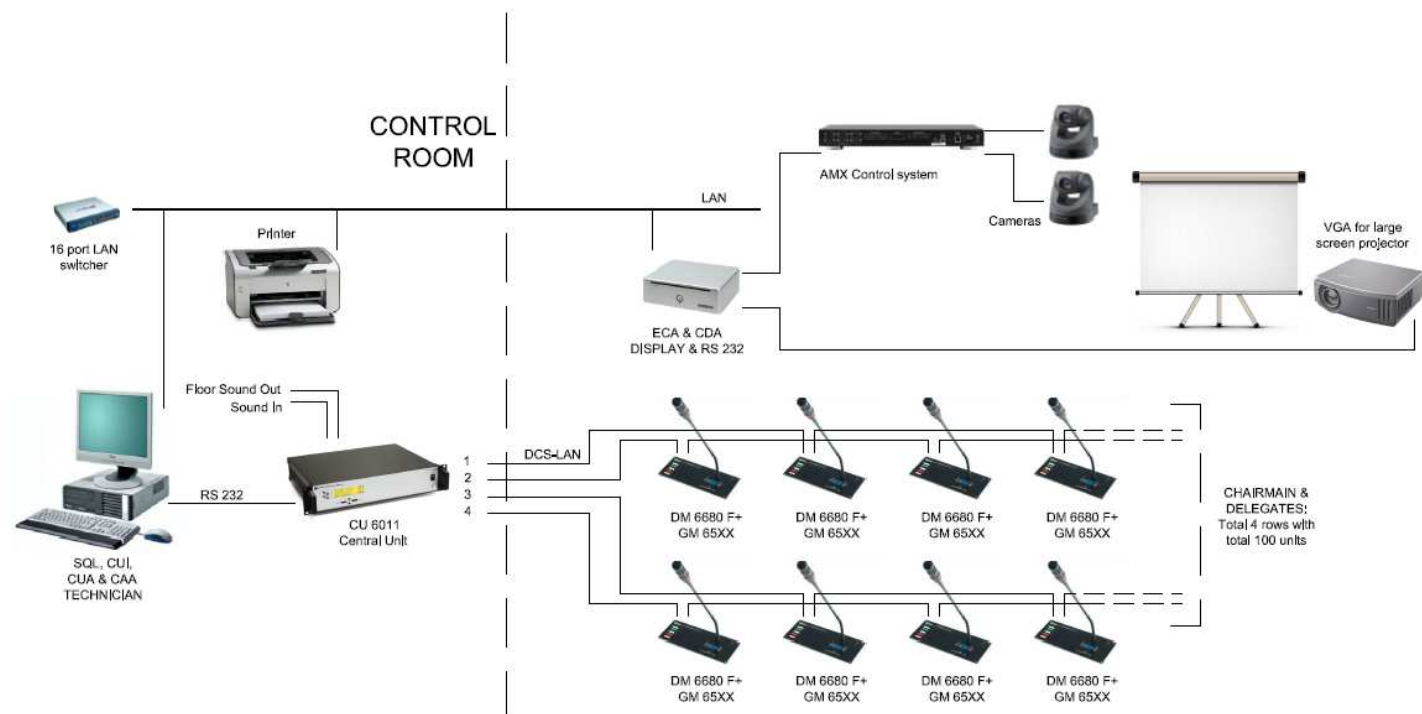 CONTROL
ROOM
LAN
AMX Control system
Cameras
VGA for large
screen projector
16 port LAN
switcher
Printer
ECA & CDA
DISPLAY & RS 232
Floor Sound Out
Sound In
RS 232
CU 6011
Central Unit
SQL, CUI,
CUA & CAA
TECHNICIAN
1
2
3
4
DCS-LAN
DM 6680 F+
GM 65XX
DM 6680 F+
GM 65XX
DM 6680 F+
GM 65XX
DM 6680 F+
GM 65XX
CHAIRMAIN &
DELEGATES:
Total 4 rows with
total 100 units
DM 6680 F+
GM 65XX
DM 6680 F+
GM 65XX
DM 6680 F+
GM 65XX
DM 6680 F+
GM 65XX